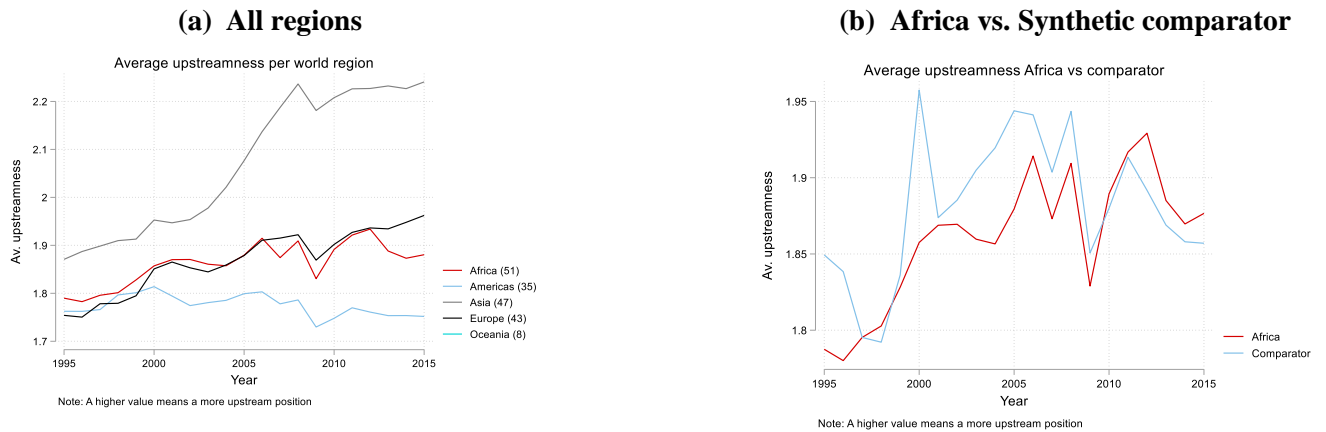 (a) All regions
Average upstreamness per world region
Av. upstreamness
2.2
2.1
2
1.9
1.8
1.7
1995
2000
2005
2010
2015
Year
Africa (51)
Americas (35)
Asia (47)
Europe (43)
Oceania (8)
Note: A higher value means a more upstream position
(b) Africa vs. Synthetic comparator
Average upstreamness Africa vs comparator
Av. upstreamness
1.95
1.9
1.85
1.8
1995
2000
2005
2010
2015
Year
Africa
Comparator
Note: A higher value means a more upstream position